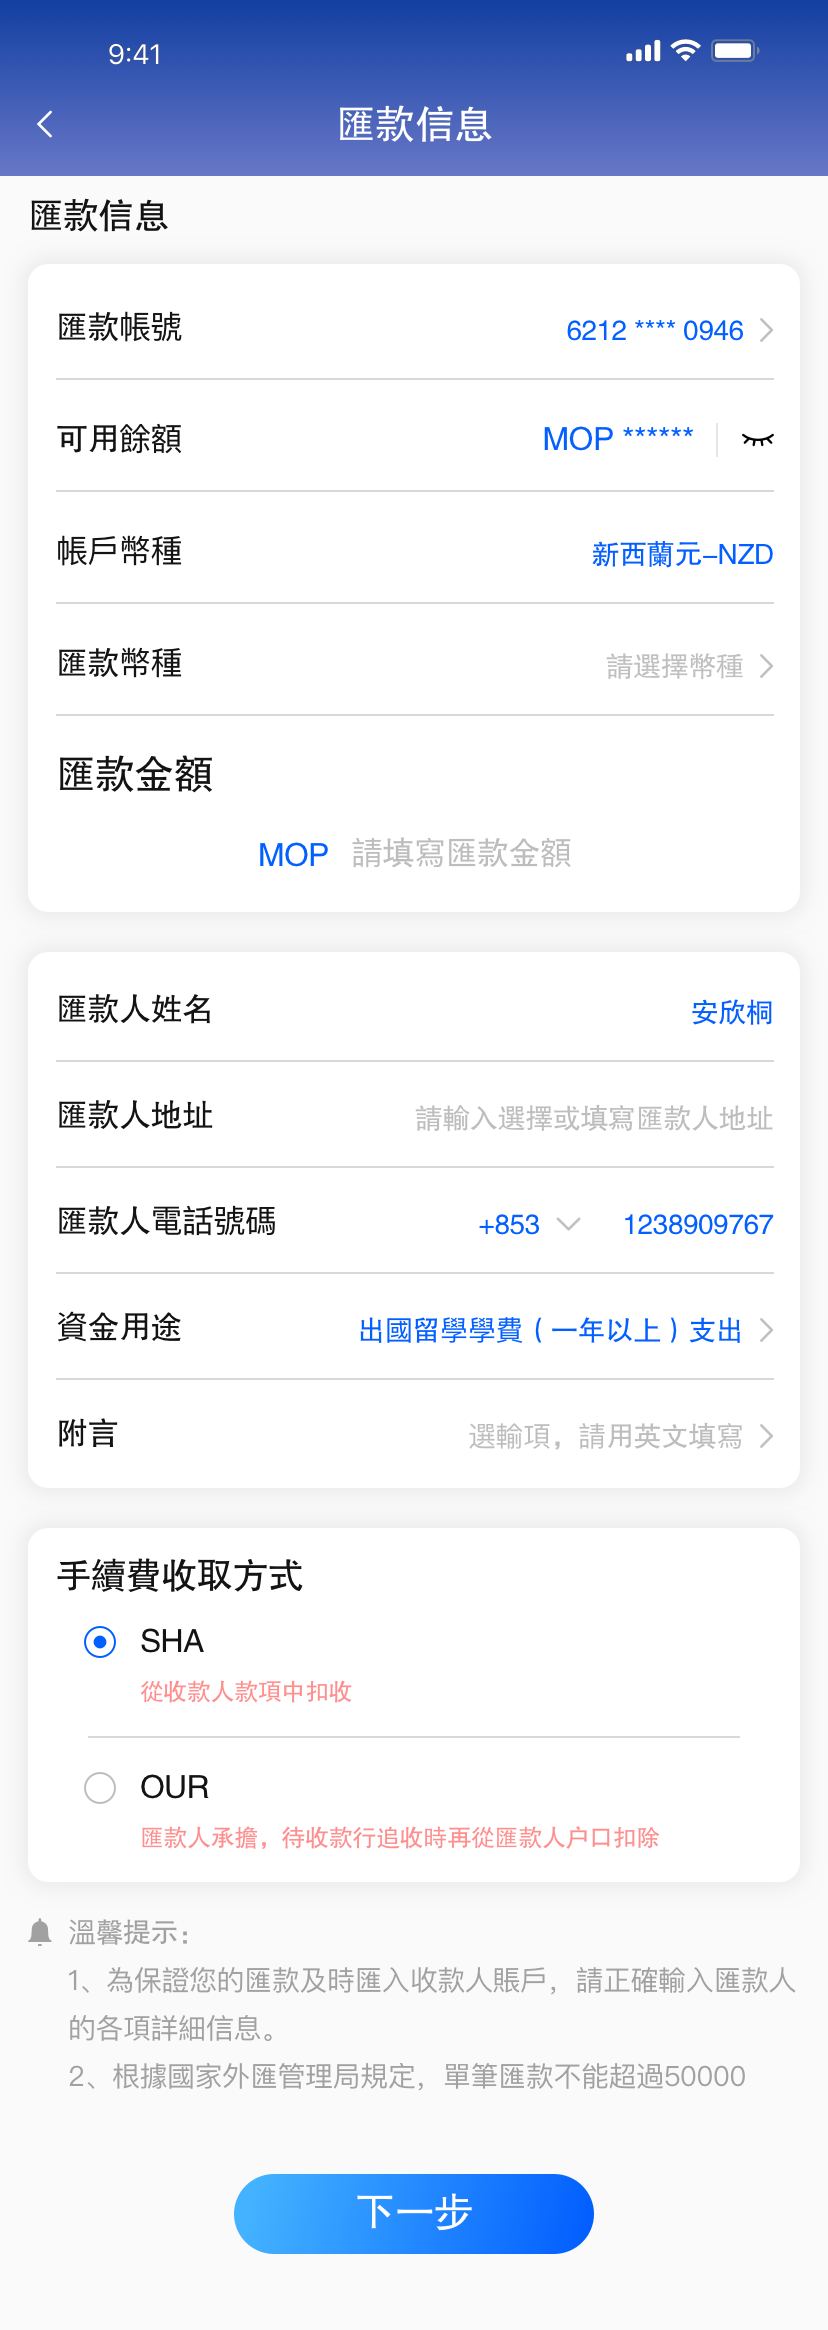 9:41
匯款信息
匯款信息
匯款帳號 6212 **** 0946
可用餘額 MOP ******
帳戶幣種 新西蘭元-NZD
匯款幣種 請選擇幣種
匯款金額
MOP 請填寫匯款金額
匯款人姓名 安欣桐
匯款人地址 請輸入選擇或填寫匯款人地址
匯款人電話號碼 +853 1238909767
資金用途 出國留學學費（一年以上）支出
附言 選輸項，請用英文填寫
手續費收取方式
SHA
從收款人款項中扣收
OUR
匯款人承擔，待收款行追收時再從匯款人户口扣除
溫馨提示：
1、為保證您的匯款及時匯入收款人賬戶，請正確輸入匯款人
的各項詳細信息。
2、根據國家外匯管理局規定，單筆匯款不能超過50000
下一步